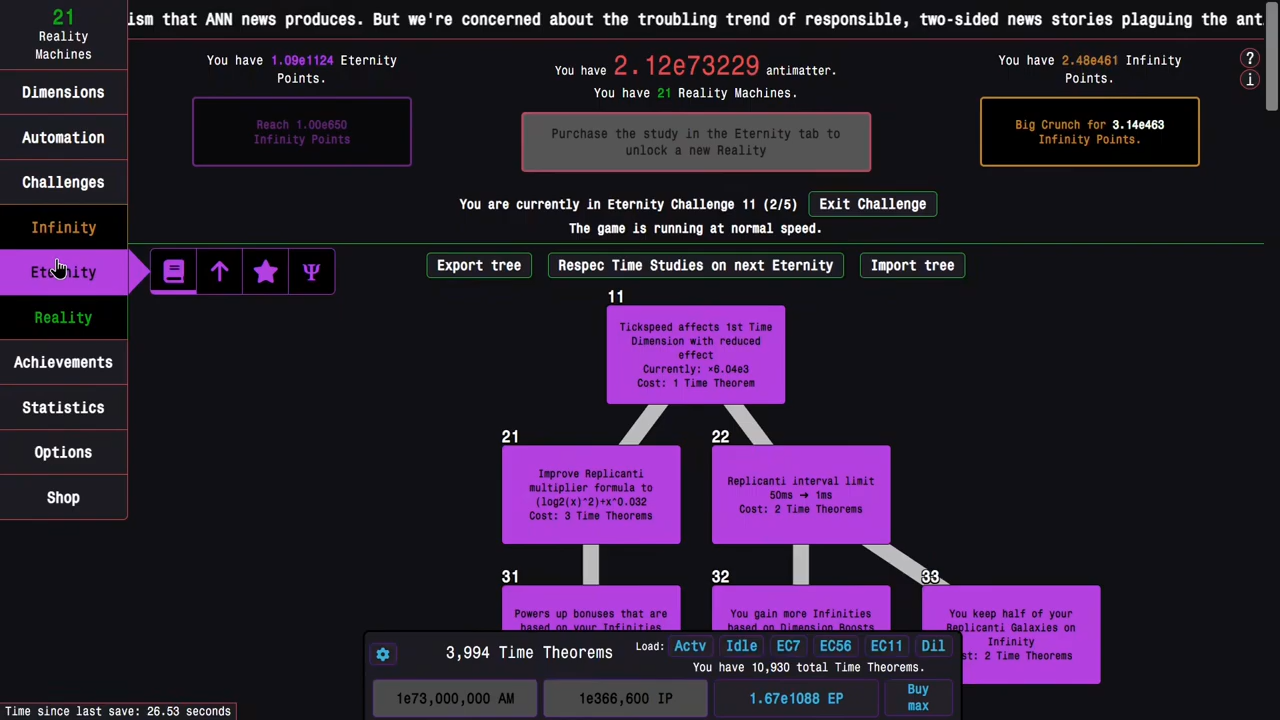 21
Reality
Machines
ism that ANN news produces. But we're concerned about the troubling trend of responsible, two-sided news stories plaguing the ant
You have 1.09e1124 Eternity
Points.
Reach 1.00e650
Infinity Points
You have 2.12e73229 antimatter.
You have 21 Reality Machines.
Purchase the study in the Eternity tab to
unlock a new Reality
You have 2.48e461 Infinity
Points.
Big Crunch for 3.14e463
Infinity Points.
?
i
You are currently in Eternity Challenge 11 (2/5)
Exit Challenge
The game is running at normal speed.
Dimensions
Automation
Challenges
Infinity
Eternity
Reality
Achievements
Statistics
Options
Shop
Ψ
Export tree
Respec Time Studies on next Eternity
Import tree
11
Tickspeed affects 1st Time
Dimension with reduced
effect
Currently: ×6.04e3
Cost: 1 Time Theorem
21
Improve Replicanti
multiplier formula to
(log2(x)^2)+x^0.032
Cost: 3 Time Theorems
22
Replicanti interval limit
50ms ➜ 1ms
Cost: 2 Time Theorems
31
Powers up bonuses that are
based on your Infinities
32
You gain more Infinities
based on Dimension Boosts
33
You keep half of your
Replicanti Galaxies on
Infinity
st: 2 Time Theorems
3,994 Time Theorems
Load:
Actv
Idle
EC7
EC56
EC11
Dil
You have 10,930 total Time Theorems.
1e73,000,000 AM
1e366,600 IP
1.67e1088 EP
Buy
max
Time since last save: 26.53 seconds